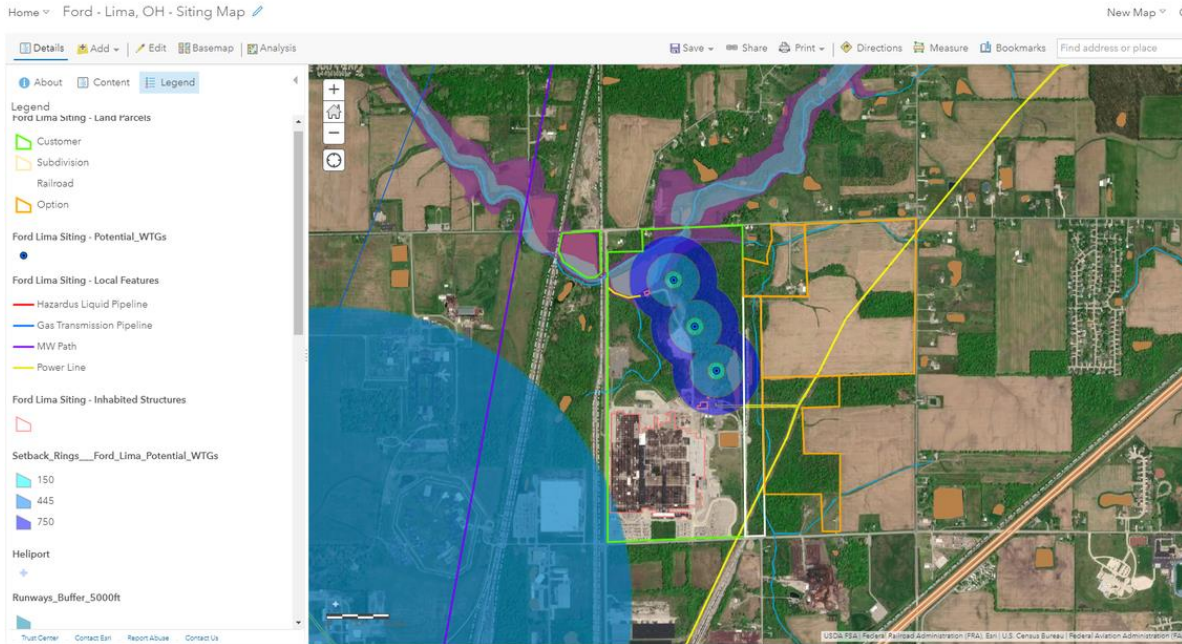 Home Ford - Lima, OH - Siting Map New Map
Details Add Edit Basemap Analysis Save Share Print Directions Measure Bookmarks Find address or place
About Content Legend
Legend
Ford Lima Siting - Land Parcels
Customer
Subdivision
Railroad
Option
Ford Lima Siting - Potential_WTGs
Ford Lima Siting - Local Features
Hazardus Liquid Pipeline
Gas Transmission Pipeline
MW Path
Power Line
Ford Lima Siting - Inhabited Structures
Setback_Rings___Ford_Lima_Potential_WTGs
150
445
750
Heliport
Runways_Buffer_5000ft
Trust Center Contact Esri Report Abuse Contact Us
USDA FSA | Federal Railroad Administration (FRA), Esri | U.S. Census Bureau | Federal Aviation Administration (FA